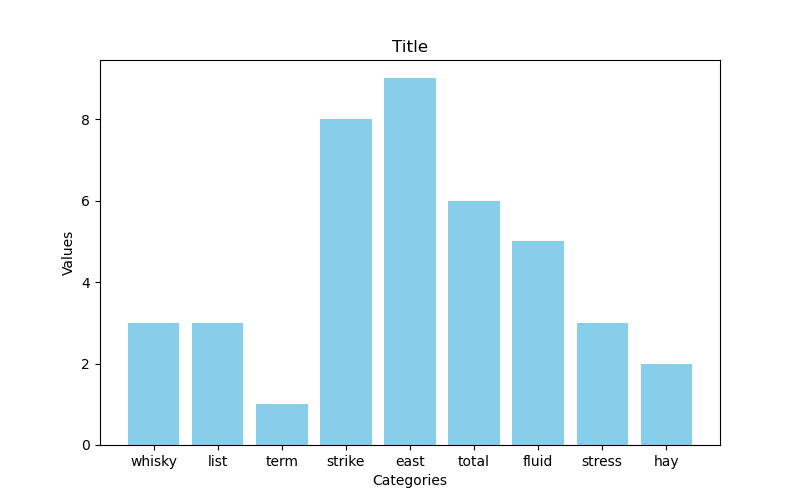 Title
Values
8
6
4
2
0
whisky list term strike east total fluid stress hay
Categories